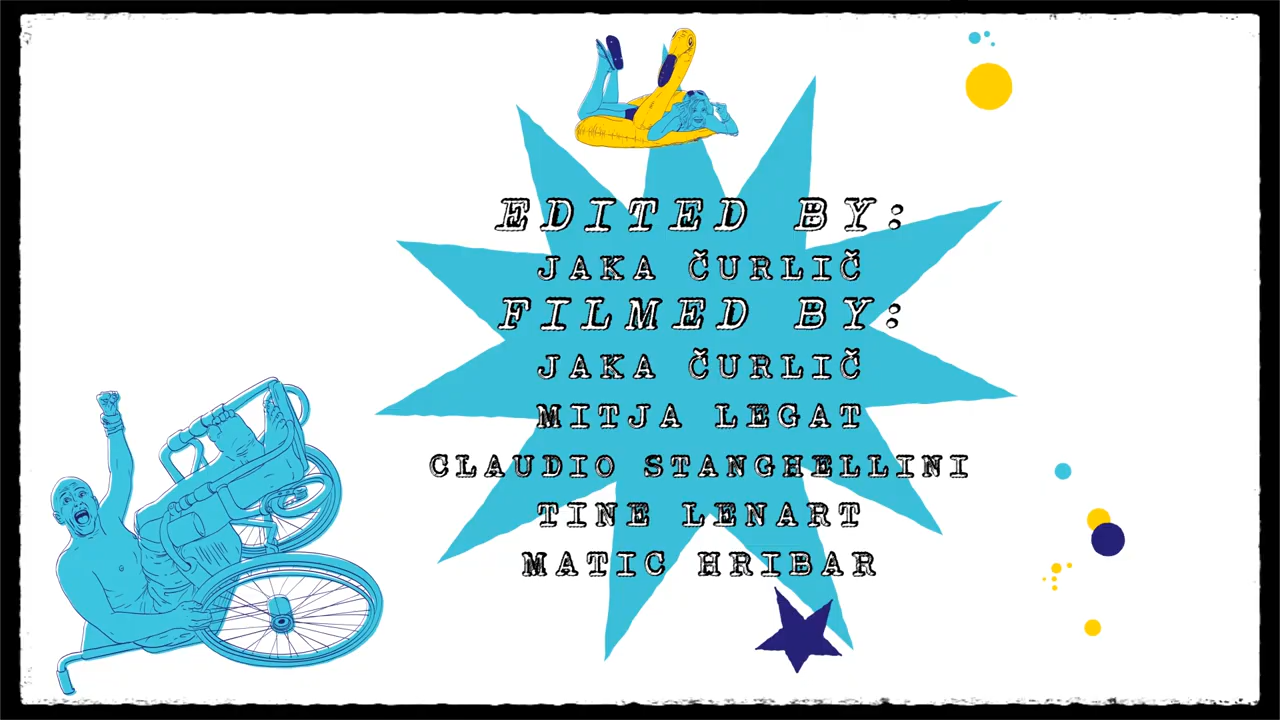 EDITED BY:
JAKA ČURLIČ
FILMED BY:
JAKA ČURLIČ
MITJA LEGAT
CLAUDIO STANGHELLINI
TINE LENART
MATIC HRIBAR